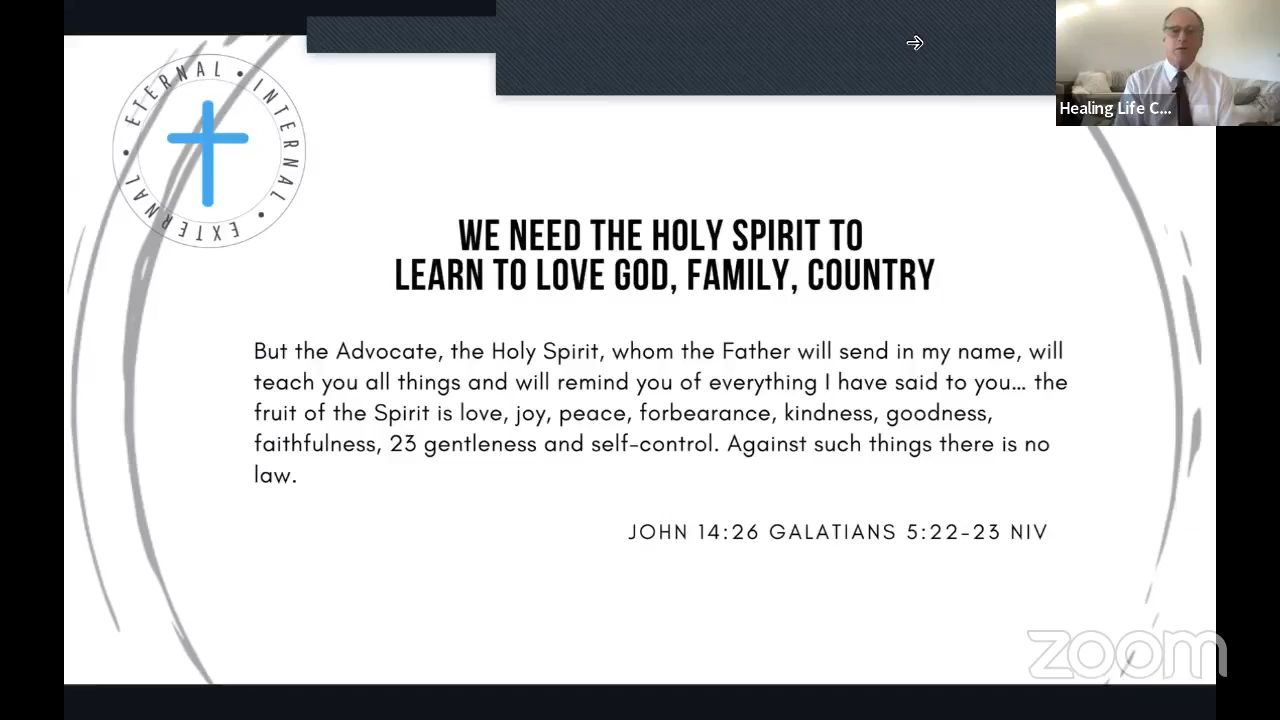 ETERNAL • INTERNAL • EXTERNAL •
Healing Life C...
WE NEED THE HOLY SPIRIT TO
LEARN TO LOVE GOD, FAMILY, COUNTRY
But the Advocate, the Holy Spirit, whom the Father will send in my name, will
teach you all things and will remind you of everything I have said to you... the
fruit of the Spirit is love, joy, peace, forbearance, kindness, goodness,
faithfulness, 23 gentleness and self-control. Against such things there is no
law.
JOHN 14:26 GALATIANS 5:22-23 NIV
zoom